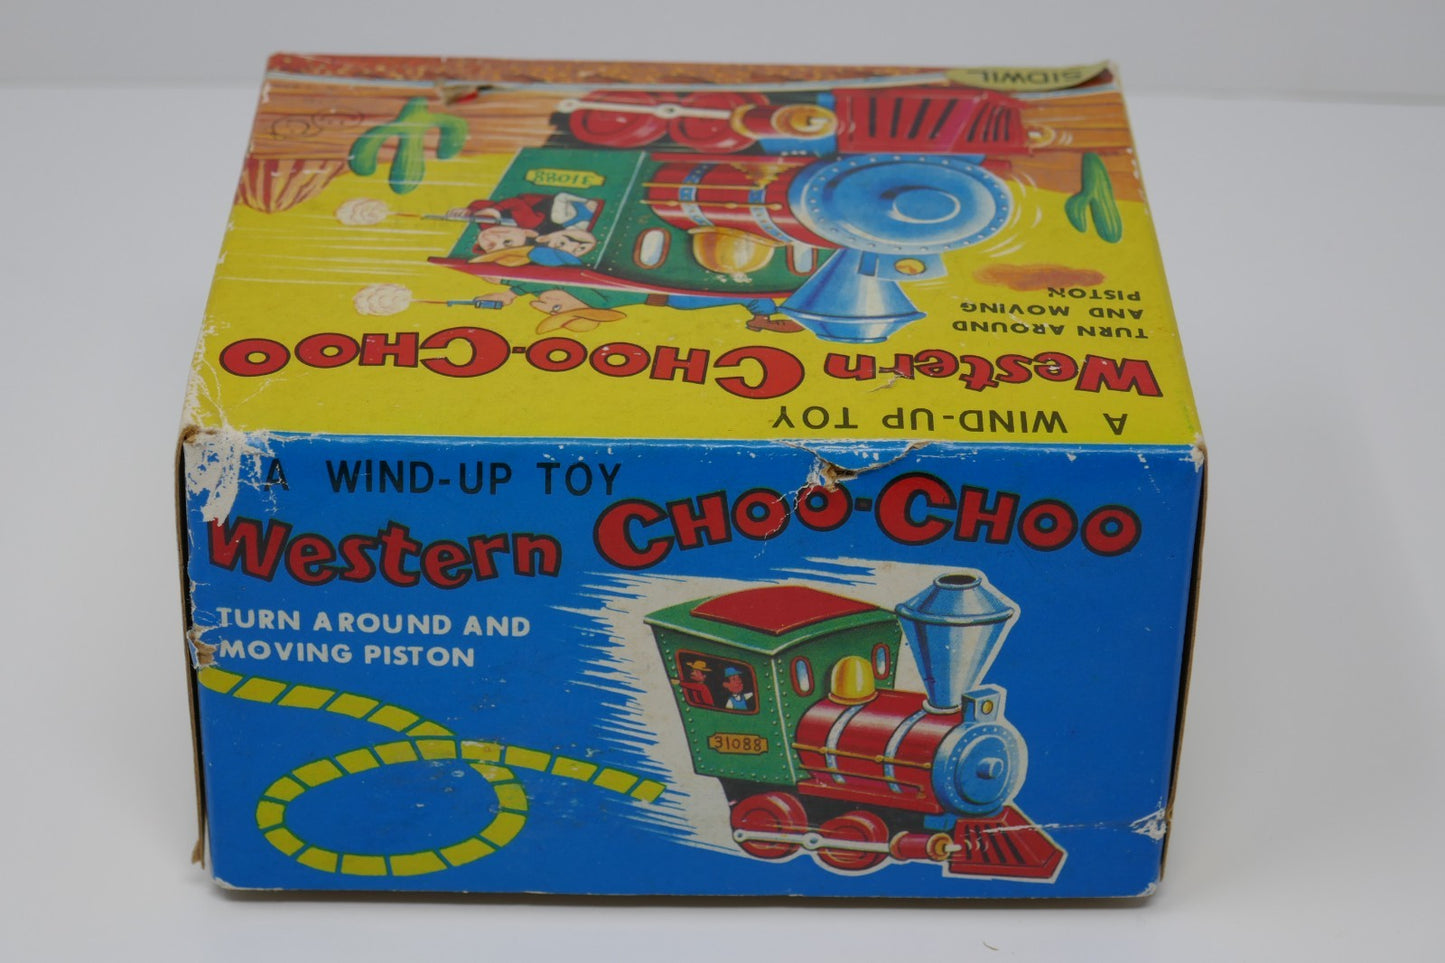 SIDWIL
31088
TURN AROUND
AND MOVING
PISTON
Western CHOO-CHOO
A WIND-UP TOY
A WIND-UP TOY
Western CHOO-CHOO
TURN AROUND AND
MOVING PISTON
31088